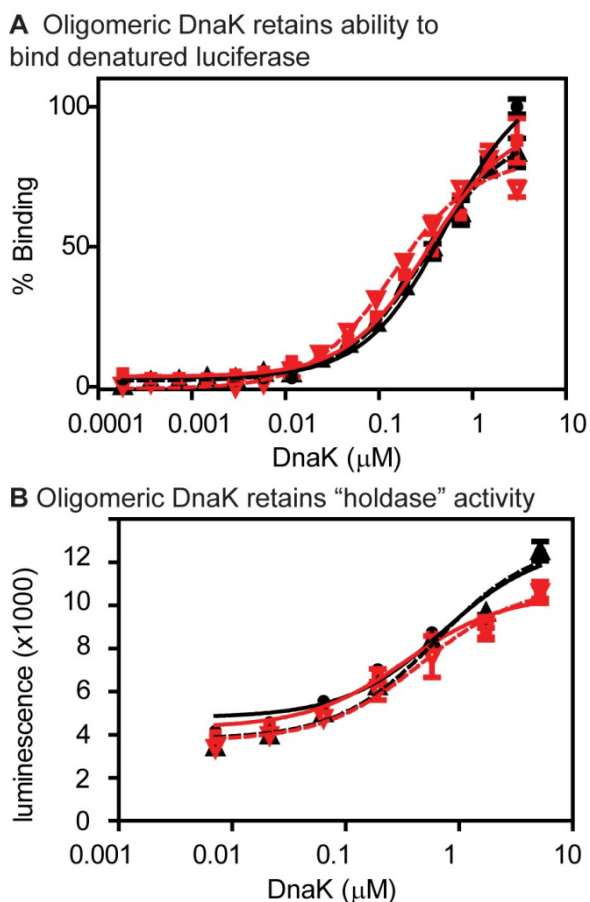 A Oligomeric DnaK retains ability to
bind denatured luciferase
100
50
0
% Binding
0.0001 0.001 0.01 0.1 1 10
DnaK (μM)
B Oligomeric DnaK retains “holdase” activity
12
10
8
6
4
2
0
luminescence (x1000)
0.001 0.01 0.1 1 10
DnaK (μM)